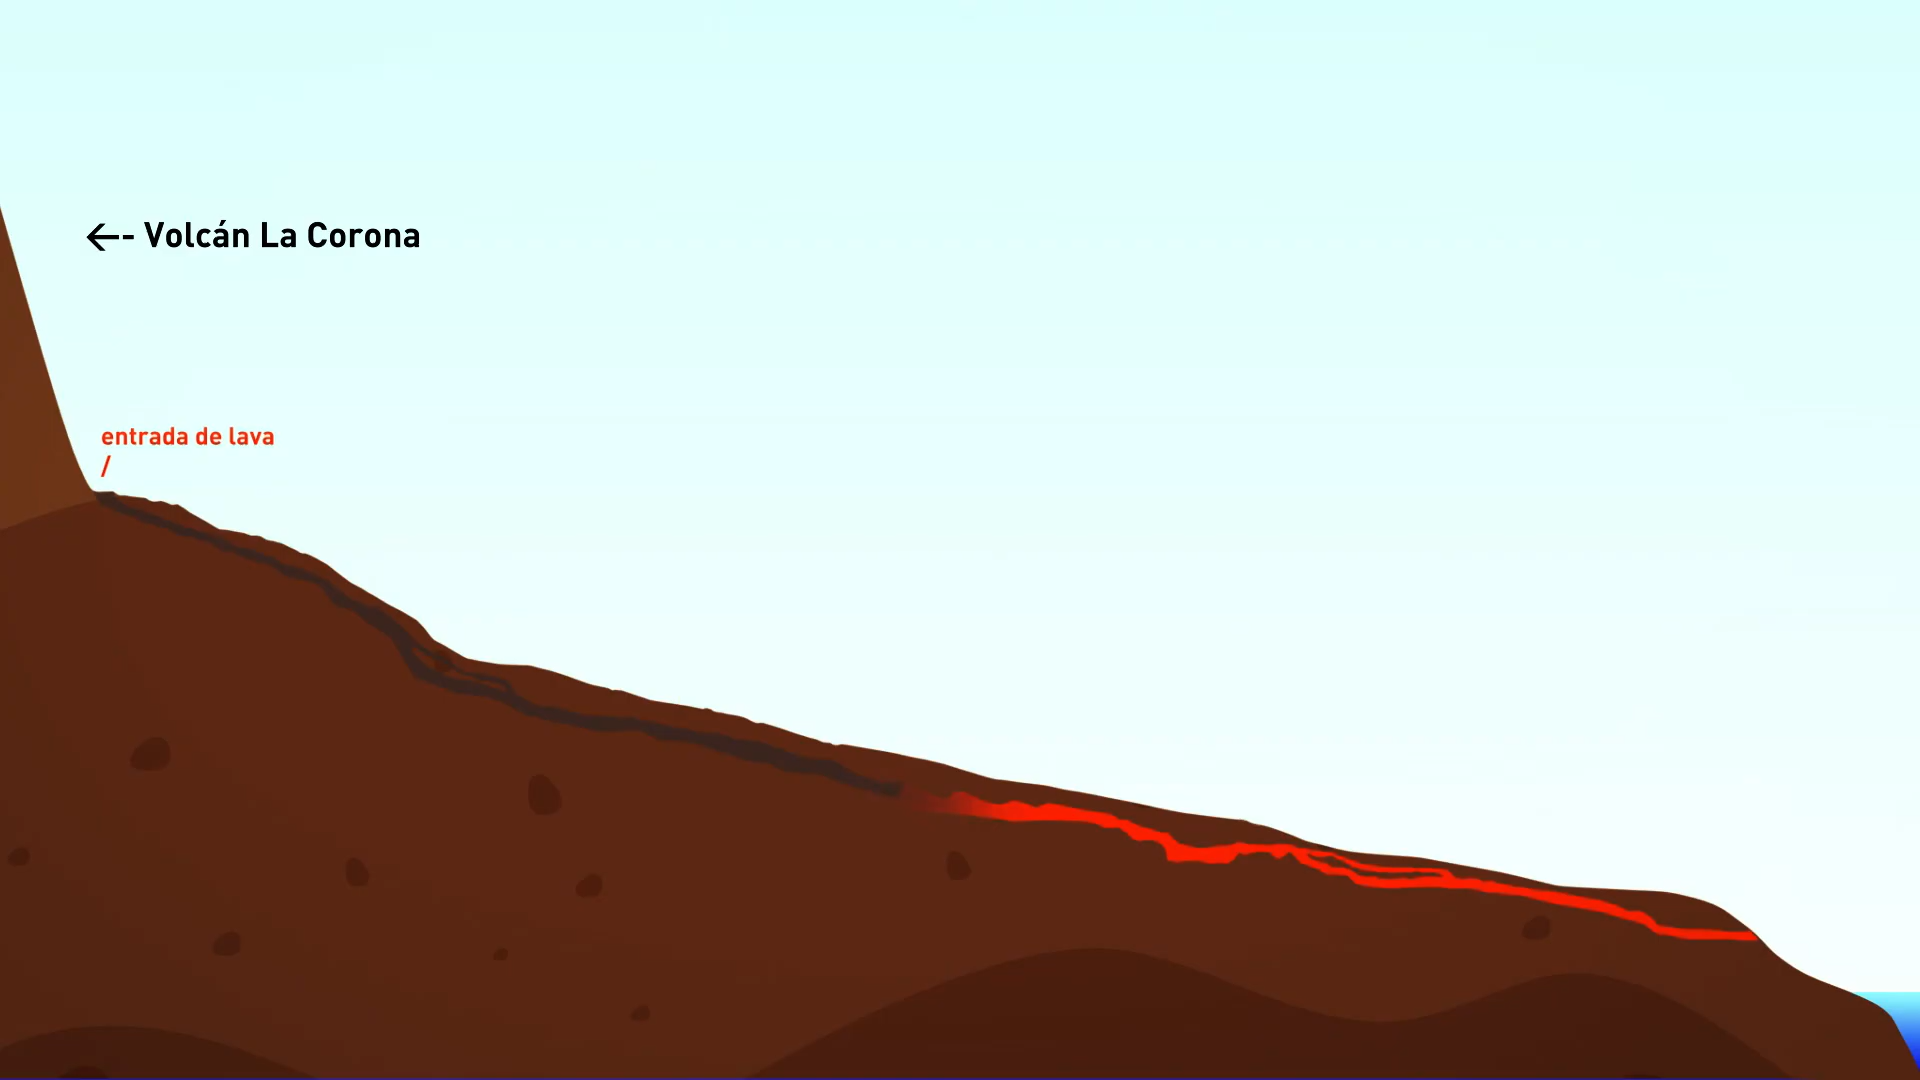 <-- Volcán La Corona
entrada de lava
/